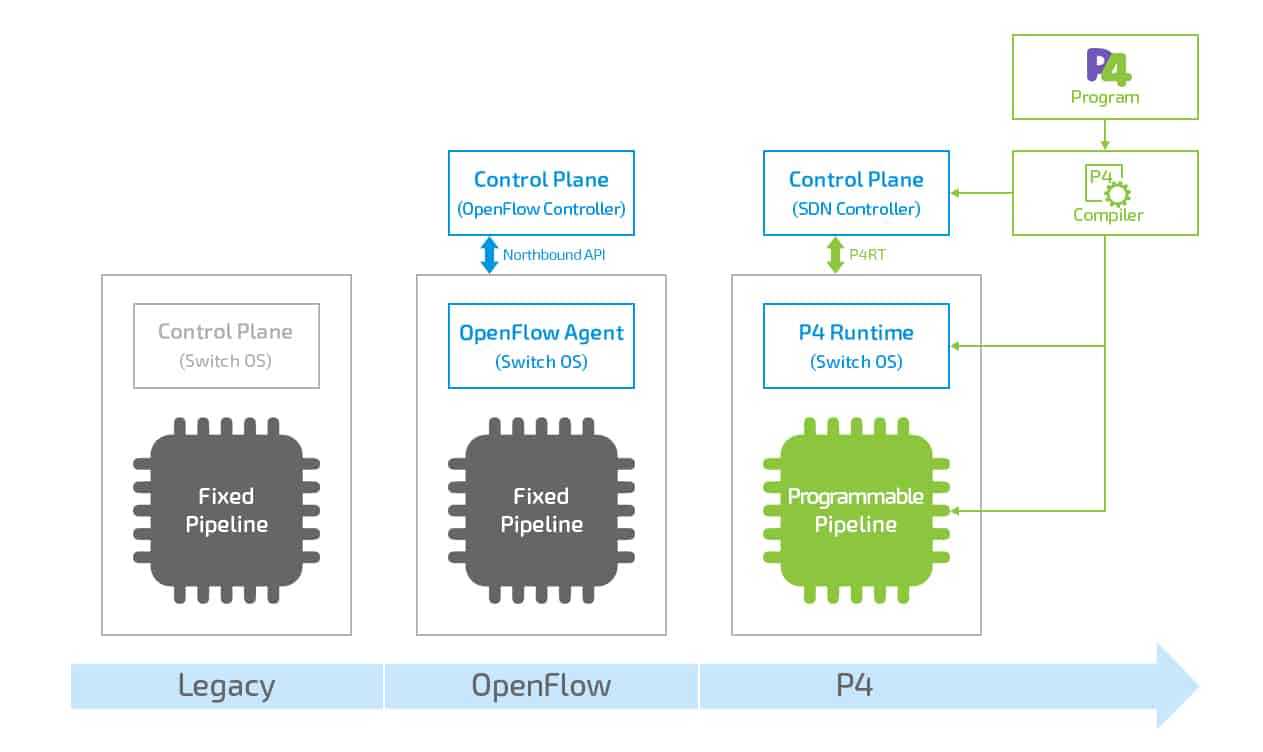 P4
Program
Control Plane
(OpenFlow Controller)
Control Plane
(SDN Controller)
P4
Compiler
Northbound API
P4RT
Control Plane
(Switch OS)
OpenFlow Agent
(Switch OS)
P4 Runtime
(Switch OS)
Fixed
Pipeline
Fixed
Pipeline
Programmable
Pipeline
Legacy
OpenFlow
P4